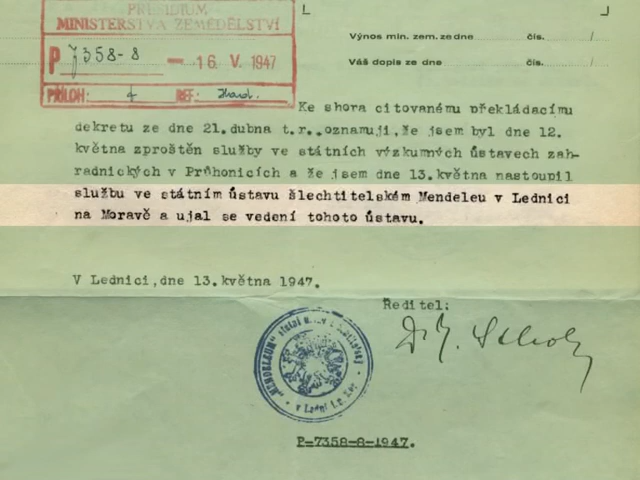 PRESIDIUM
MINISTERSTVA ZEMĚDĚLSTVÍ
P 7358-8 — 16. V. 1947
PŘÍLOH: 1 REF:
Výnos min. zem. ze dne čís. /
Váš dopis ze dne čís. /
Ke shora citovanému překládacímu
dekretu ze dne 21.dubna t.r., oznamuji, že jsem byl dne 12.
května zproštěn služby ve státních výzkumných ústavech zah-
radnických v Průhonicích a že jsem dne 13.května nastoupil
službu ve státním ústavu šlechtitelském Mendeleu v Lednici
na Moravě a ujal se vedení tohoto ústavu.
V Lednici,dne 13.května 1947.
Ředitel:
"MENDELEUM" státní
v Ledni
P-7358-8-1947.